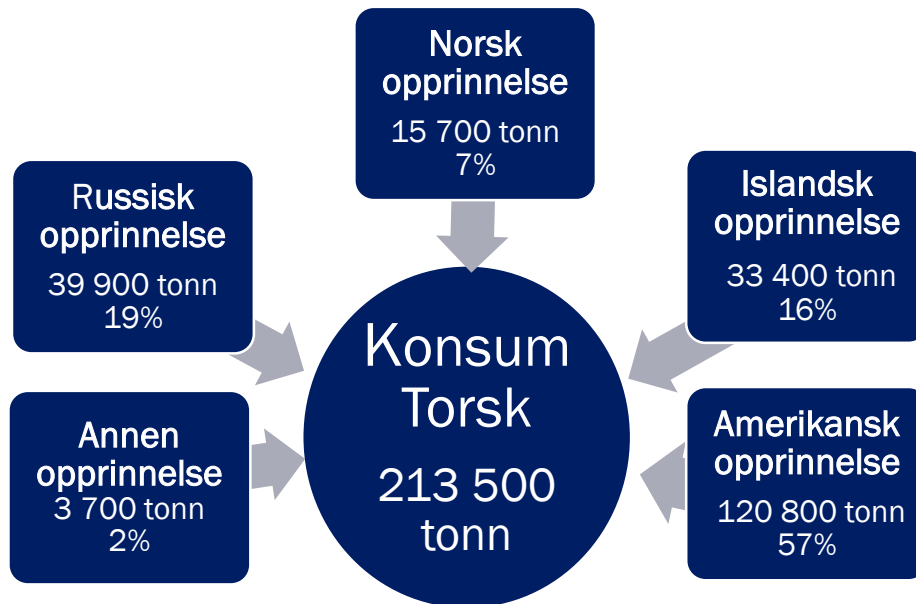 Norsk
opprinnelse
15 700 tonn
7%
Russisk
opprinnelse
39 900 tonn
19%
Islandsk
opprinnelse
33 400 tonn
16%
Konsum
Torsk
213 500
tonn
Annen
opprinnelse
3 700 tonn
2%
Amerikansk
opprinnelse
120 800 tonn
57%